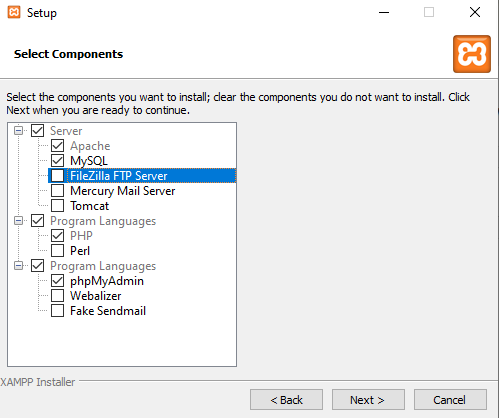 Setup
Select Components
Select the components you want to install; clear the components you do not want to install. Click
Next when you are ready to continue.
Server
Apache
MySQL
FileZilla FTP Server
Mercury Mail Server
Tomcat
Program Languages
PHP
Perl
Program Languages
phpMyAdmin
Webalizer
Fake Sendmail
XAMPP Installer
< Back
Next >
Cancel